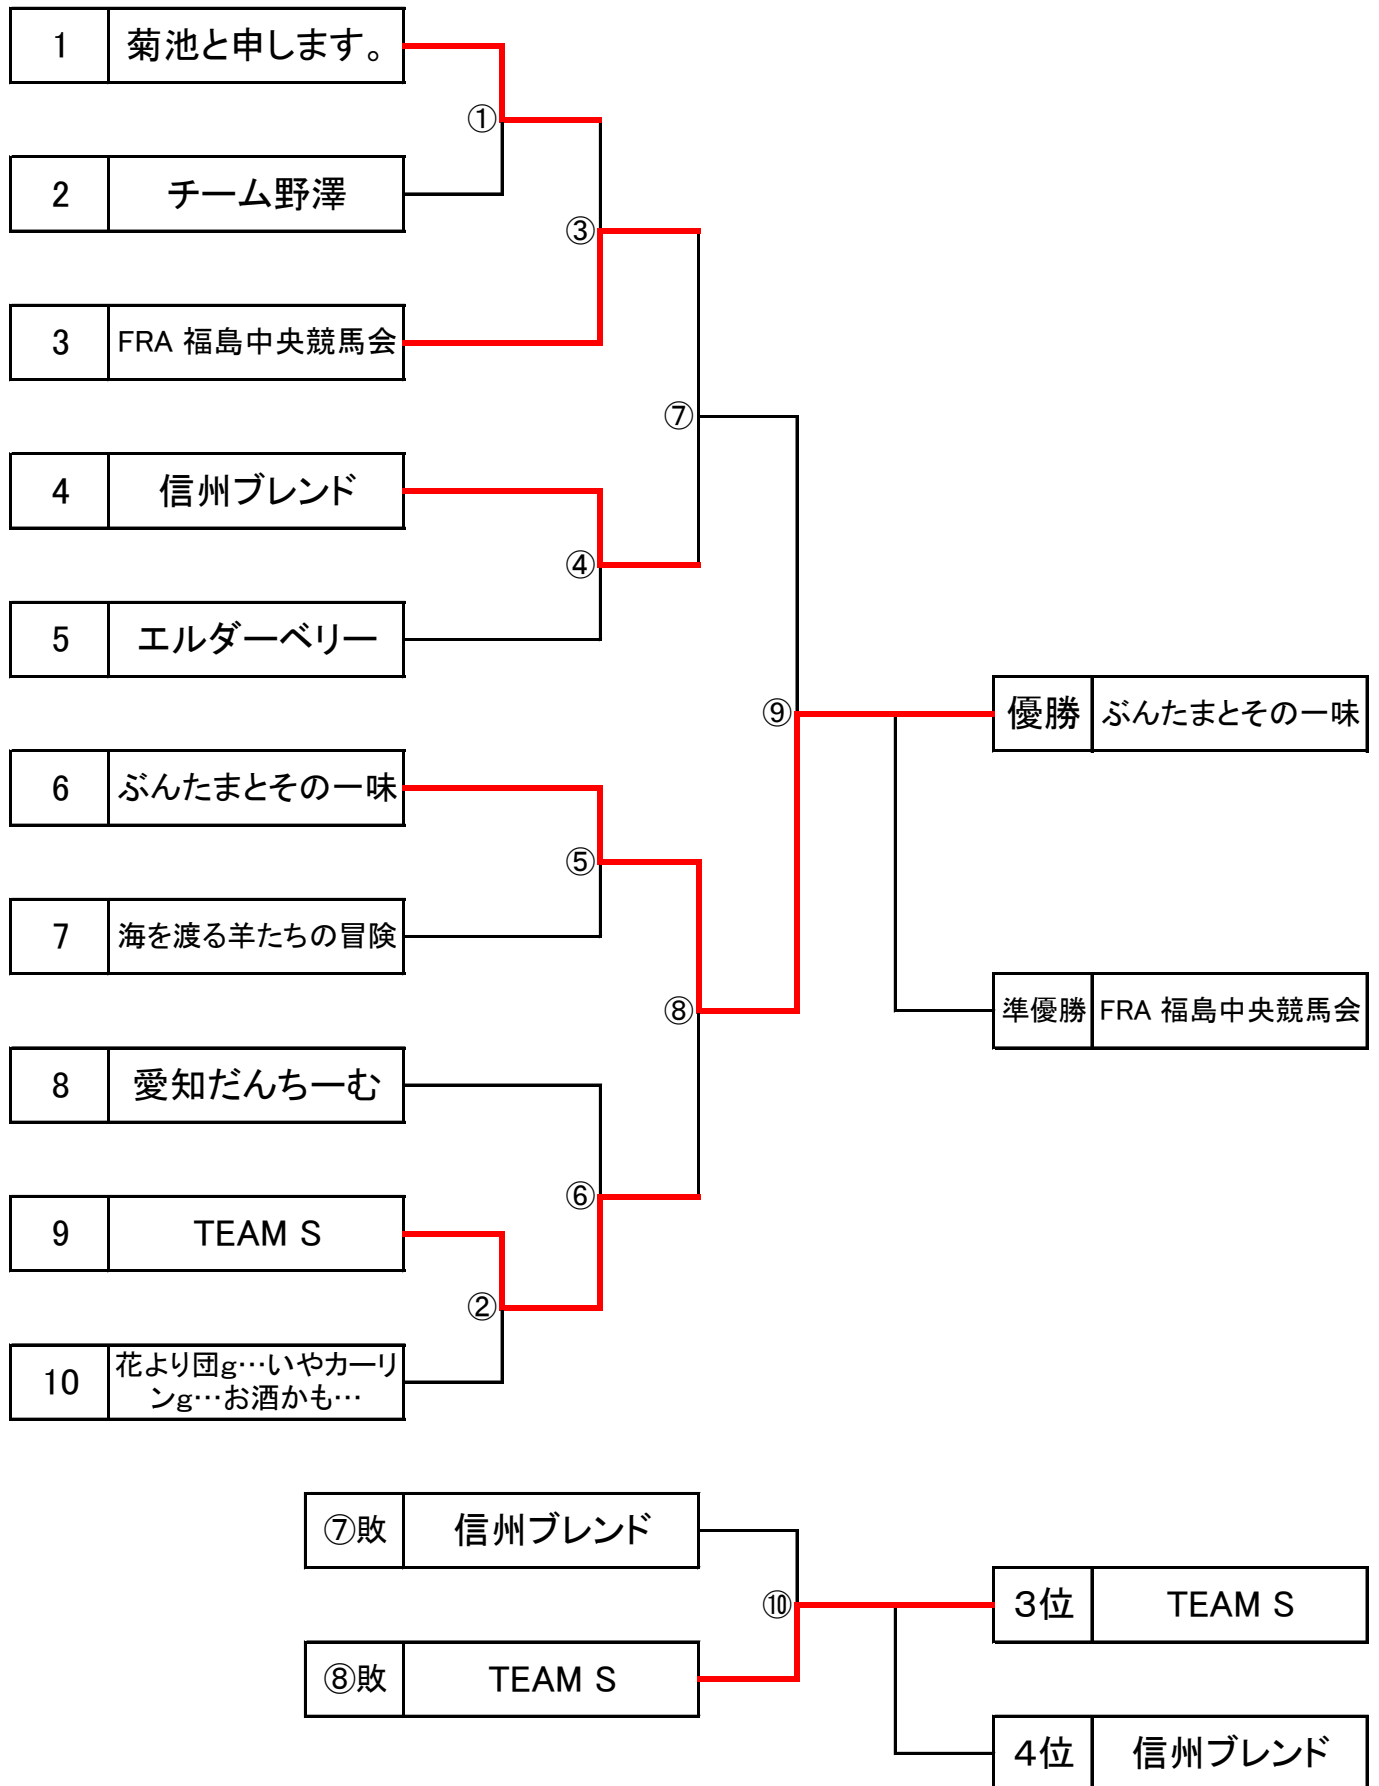 1 菊池と申します。
①
2 チーム野澤
③
3 FRA 福島中央競馬会
⑦
4 信州ブレンド
④
5 エルダーベリー
⑨
優勝 ぶんたまとその一味
6 ぶんたまとその一味
⑤
7 海を渡る羊たちの冒険
⑧
準優勝 FRA 福島中央競馬会
8 愛知だんちーむ
⑥
9 TEAM S
②
10 花より団g…いやカーリ
ンg…お酒かも…
⑦敗 信州ブレンド
⑩
3位 TEAM S
⑧敗 TEAM S
4位 信州ブレンド